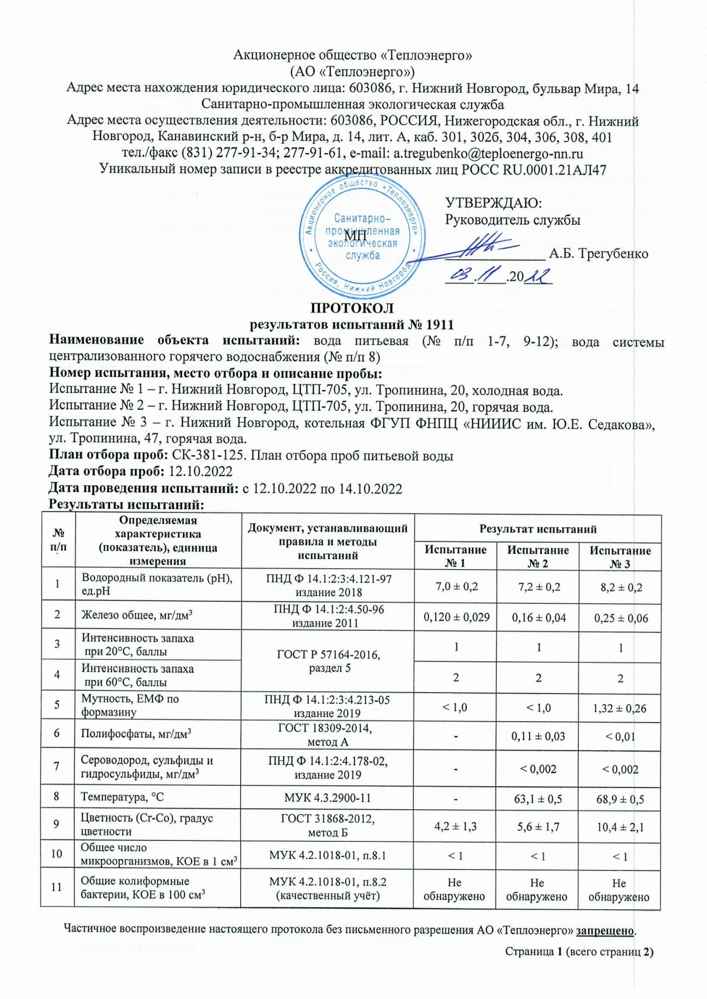 Акционерное общество «Теплоэнерго»
(АО «Теплоэнерго»)
Адрес места нахождения юридического лица: 603086, г. Нижний Новгород, бульвар Мира, 14
Санитарно-промышленная экологическая служба
Адрес места осуществления деятельности: 603086, РОССИЯ, Нижегородская обл., г. Нижний
Новгород, Канавинский р-н, б-р Мира, д. 14, лит. А, каб. 301, 302б, 304, 306, 308, 401
тел./факс (831) 277-91-34; 277-91-61, e-mail: a.tregubenko@teploenergo-nn.ru
Уникальный номер записи в реестре аккредитованных лиц РОСС RU.0001.21АЛ47
Акционерное общество «Теплоэнерго»
Санитарно-
промышленная
экологическая
служба
Россия, Нижний Новгород
МП
УТВЕРЖДАЮ:
Руководитель службы
А.Б. Трегубенко
03.11.2022
ПРОТОКОЛ
результатов испытаний № 1911
Наименование объекта испытаний: вода питьевая (№ п/п 1-7, 9-12); вода системы
централизованного горячего водоснабжения (№ п/п 8)
Номер испытания, место отбора и описание пробы:
Испытание № 1 – г. Нижний Новгород, ЦТП-705, ул. Тропинина, 20, холодная вода.
Испытание № 2 – г. Нижний Новгород, ЦТП-705, ул. Тропинина, 20, горячая вода.
Испытание № 3 – г. Нижний Новгород, котельная ФГУП ФНПЦ «НИИИС им. Ю.Е. Седакова»,
ул. Тропинина, 47, горячая вода.
План отбора проб: СК-381-125. План отбора проб питьевой воды
Дата отбора проб: 12.10.2022
Дата проведения испытаний: с 12.10.2022 по 14.10.2022
Результаты испытаний:
№
п/п
Определяемая
характеристика
(показатель), единица
измерения
Документ, устанавливающий
правила и методы
испытаний
Результат испытаний
Испытание
№ 1
Испытание
№ 2
Испытание
№ 3
1
Водородный показатель (pH),
ед.pH
ПНД Ф 14.1:2:3:4.121-97
издание 2018
7,0 ± 0,2
7,2 ± 0,2
8,2 ± 0,2
2
Железо общее, мг/дм³
ПНД Ф 14.1:2:4.50-96
издание 2011
0,120 ± 0,029
0,16 ± 0,04
0,25 ± 0,06
3
Интенсивность запаха
при 20°С, баллы
ГОСТ Р 57164-2016,
раздел 5
1
1
1
4
Интенсивность запаха
при 60°С, баллы
2
2
2
5
Мутность, ЕМФ по
формазину
ПНД Ф 14.1:2:3:4.213-05
издание 2019
< 1,0
< 1,0
1,32 ± 0,26
6
Полифосфаты, мг/дм³
ГОСТ 18309-2014,
метод А
-
0,11 ± 0,03
< 0,01
7
Сероводород, сульфиды и
гидросульфиды, мг/дм³
ПНД Ф 14.1:2:4.178-02,
издание 2019
-
< 0,002
< 0,002
8
Температура, °С
МУК 4.3.2900-11
-
63,1 ± 0,5
68,9 ± 0,5
9
Цветность (Cr-Co), градус
цветности
ГОСТ 31868-2012,
метод Б
4,2 ± 1,3
5,6 ± 1,7
10,4 ± 2,1
10
Общее число
микроорганизмов, КОЕ в 1 см³
МУК 4.2.1018-01, п.8.1
< 1
< 1
< 1
11
Общие колиформные
бактерии, КОЕ в 100 см³
МУК 4.2.1018-01, п.8.2
(качественный учёт)
Не
обнаружено
Не
обнаружено
Не
обнаружено
Частичное воспроизведение настоящего протокола без письменного разрешения АО «Теплоэнерго» запрещено.
Страница 1 (всего страниц 2)